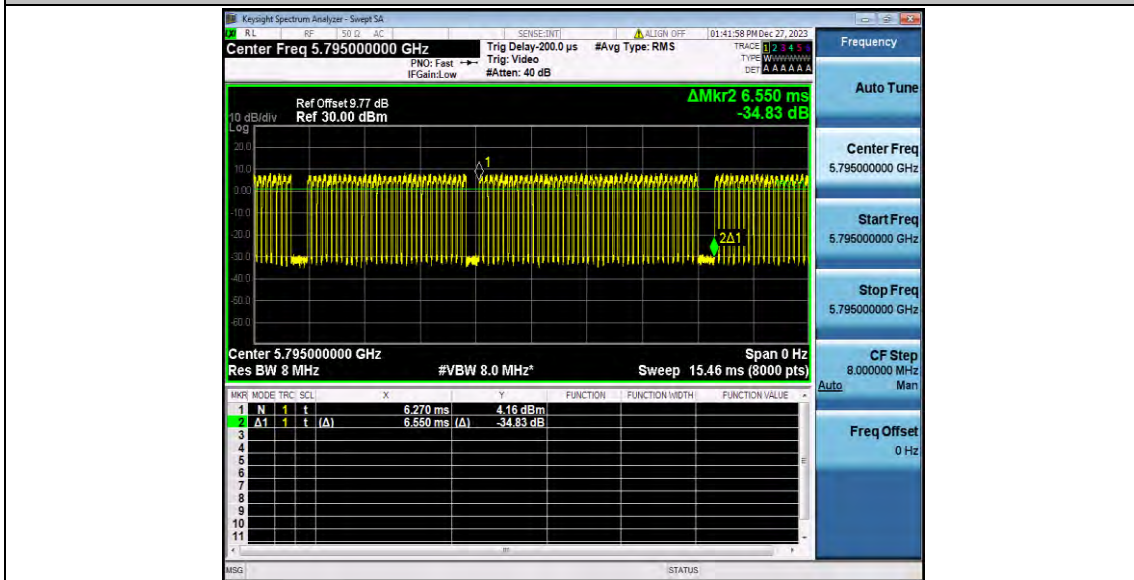 Keysight Spectrum Analyzer - Swept SA
RL RF 50 Ω AC SENSE:INT ALIGN OFF 01:41:58 PM Dec 27, 2023
Center Freq 5.795000000 GHz
PNO: Fast
IFGain:Low
Trig Delay-200.0 µs
Trig: Video
#Atten: 40 dB
#Avg Type: RMS
TRACE 1 2 3 4 5 6
TYPE WWWWWW
DET A A A A A A
ΔMkr2 6.550 ms
-34.83 dB
Ref Offset 9.77 dB
10 dB/div Ref 30.00 dBm
Log
20.0
10.0
0.00
-10.0
-20.0
-30.0
-40.0
-50.0
-60.0
1
2Δ1
Center 5.795000000 GHz Span 0 Hz
Res BW 8 MHz #VBW 8.0 MHz* Sweep 15.46 ms (8000 pts)
MKR MODE TRC SCL X Y FUNCTION FUNCTION WIDTH FUNCTION VALUE
1 N 1 t 6.270 ms 4.16 dBm
2 Δ1 1 t (Δ) 6.550 ms (Δ) -34.83 dB
3
4
5
6
7
8
9
10
11
MSG STATUS
Frequency
Auto Tune
Center Freq
5.795000000 GHz
Start Freq
5.795000000 GHz
Stop Freq
5.795000000 GHz
CF Step
8.000000 MHz
Auto Man
Freq Offset
0 Hz